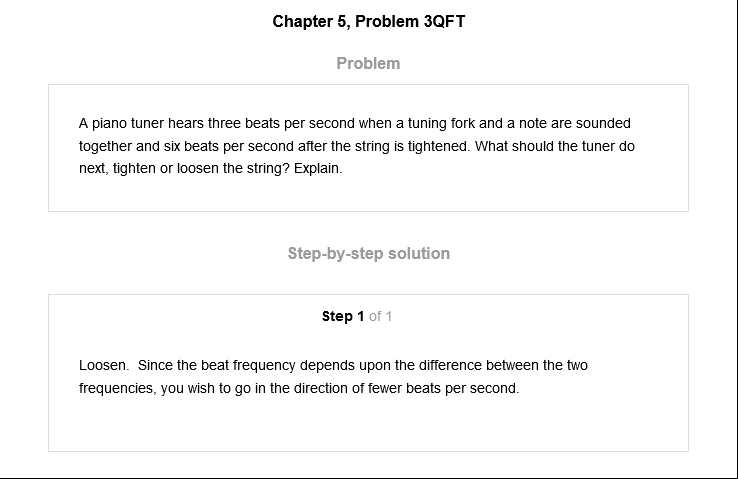 Chapter 5, Problem 3QFT
Problem
A piano tuner hears three beats per second when a tuning fork and a note are sounded
together and six beats per second after the string is tightened. What should the tuner do
next, tighten or loosen the string? Explain.
Step-by-step solution
Step 1 of 1
Loosen.  Since the beat frequency depends upon the difference between the two
frequencies, you wish to go in the direction of fewer beats per second.